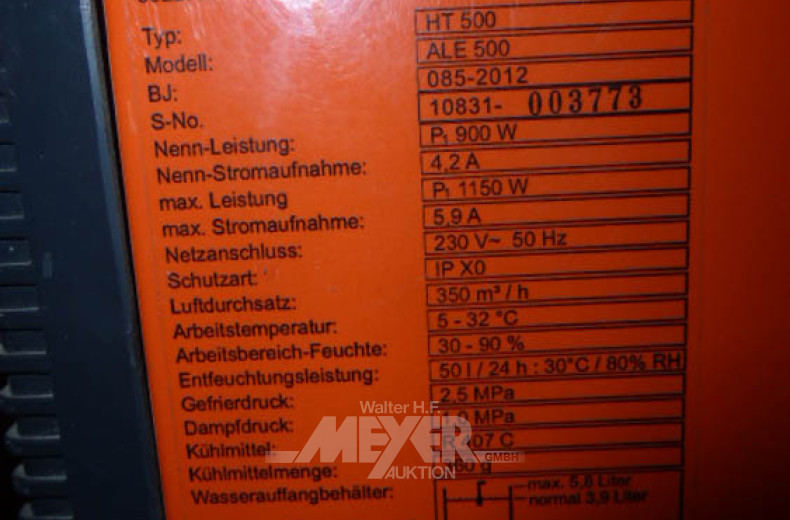 Typ: HT 500
Modell: ALE 500
BJ: 085-2012
S-No. 10831- 003773
Nenn-Leistung: P₁ 900 W
Nenn-Stromaufnahme: 4,2 A
max. Leistung P₁ 1150 W
max. Stromaufnahme: 5,9 A
Netzanschluss: 230 V~ 50 Hz
Schutzart: IP X0
Luftdurchsatz: 350 m³ / h
Arbeitstemperatur: 5 - 32 °C
Arbeitsbereich-Feuchte: 30 - 90 %
Entfeuchtungsleistung: 50 l / 24 h : 30°C / 80% RH
Gefrierdruck: 2,5 MPa
Dampfdruck: MPa
Kühlmittel: C
Kühlmittelmenge: g
Wasserauffangbehälter: max. 5,8 Liter
normal 3,9 Liter
Walter H.F.
MEYER
GMBH
AUKTION